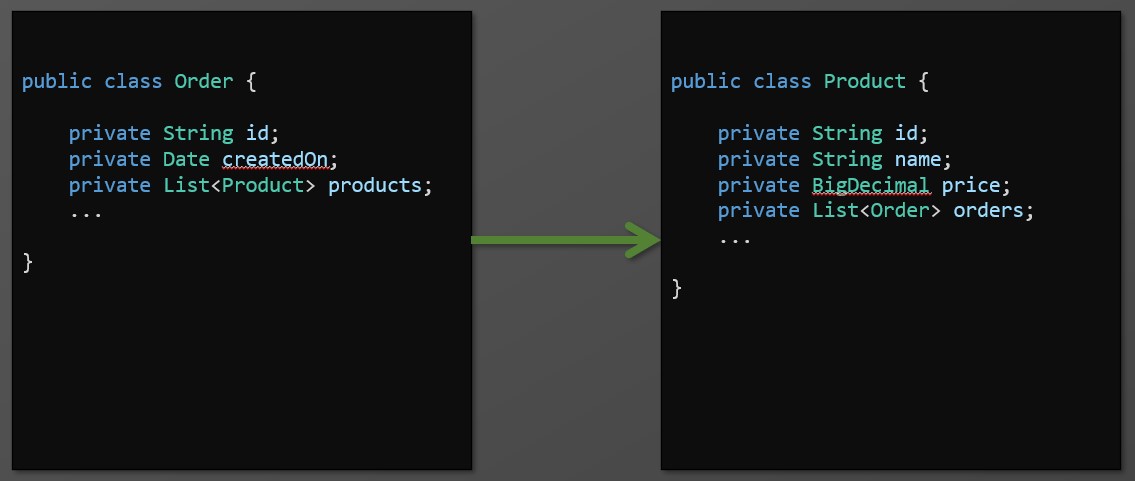 public class Order {
private String id;
private Date createdOn;
private List<Product> products;
...
}
public class Product {
private String id;
private String name;
private BigDecimal price;
private List<Order> orders;
...
}